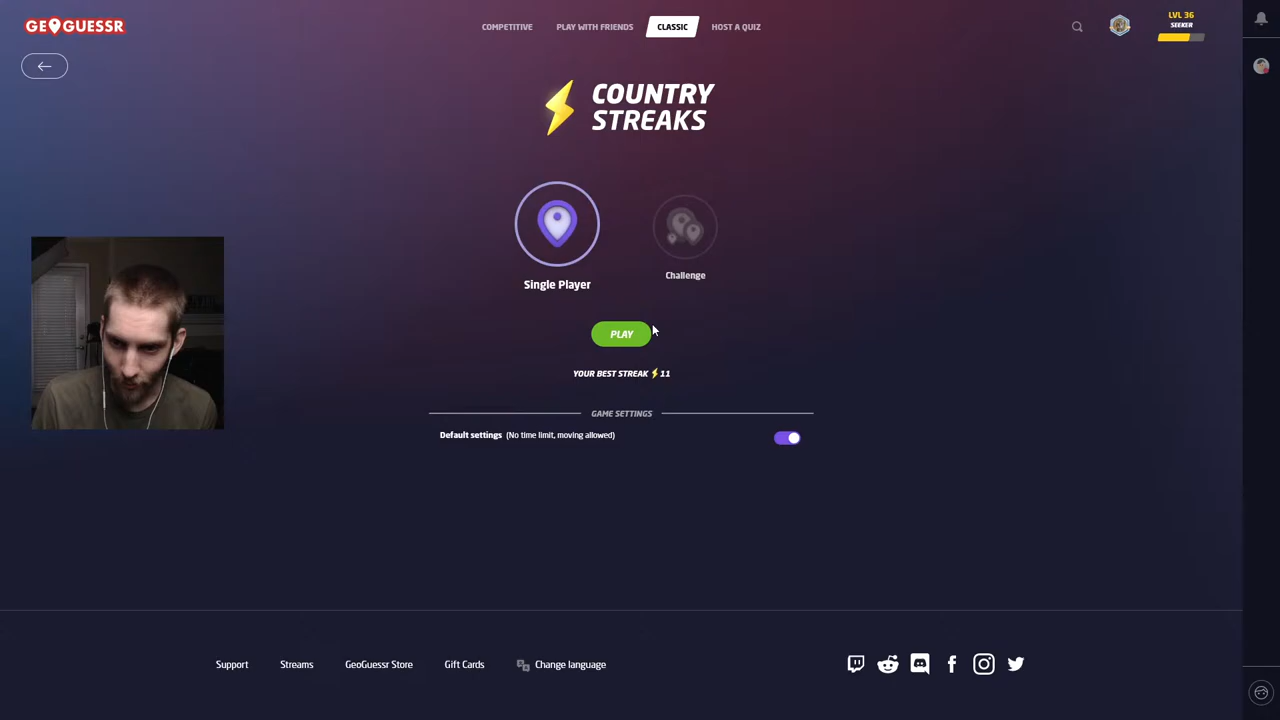 GEOGUESSR
COMPETITIVE
PLAY WITH FRIENDS
CLASSIC
HOST A QUIZ
LVL 36
SEEKER
COUNTRY
STREAKS
Single Player
Challenge
PLAY
YOUR BEST STREAK 11
GAME SETTINGS
Default settings (No time limit, moving allowed)
Support
Streams
GeoGuessr Store
Gift Cards
Change language